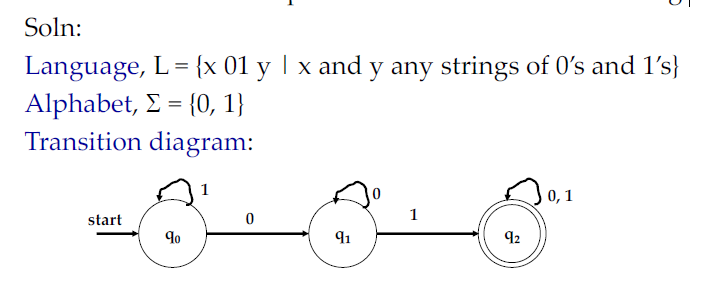 Soln:
Language, L = {x 01 y | x and y any strings of 0's and 1's}
Alphabet, Σ = {0, 1}
Transition diagram:
1
0
0, 1
start
0
1
q0
q1
q2